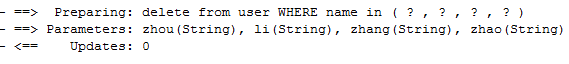 - ==>  Preparing: delete from user WHERE name in ( ? , ? , ? , ? )
- ==> Parameters: zhou(String), li(String), zhang(String), zhao(String)
- <==    Updates: 0